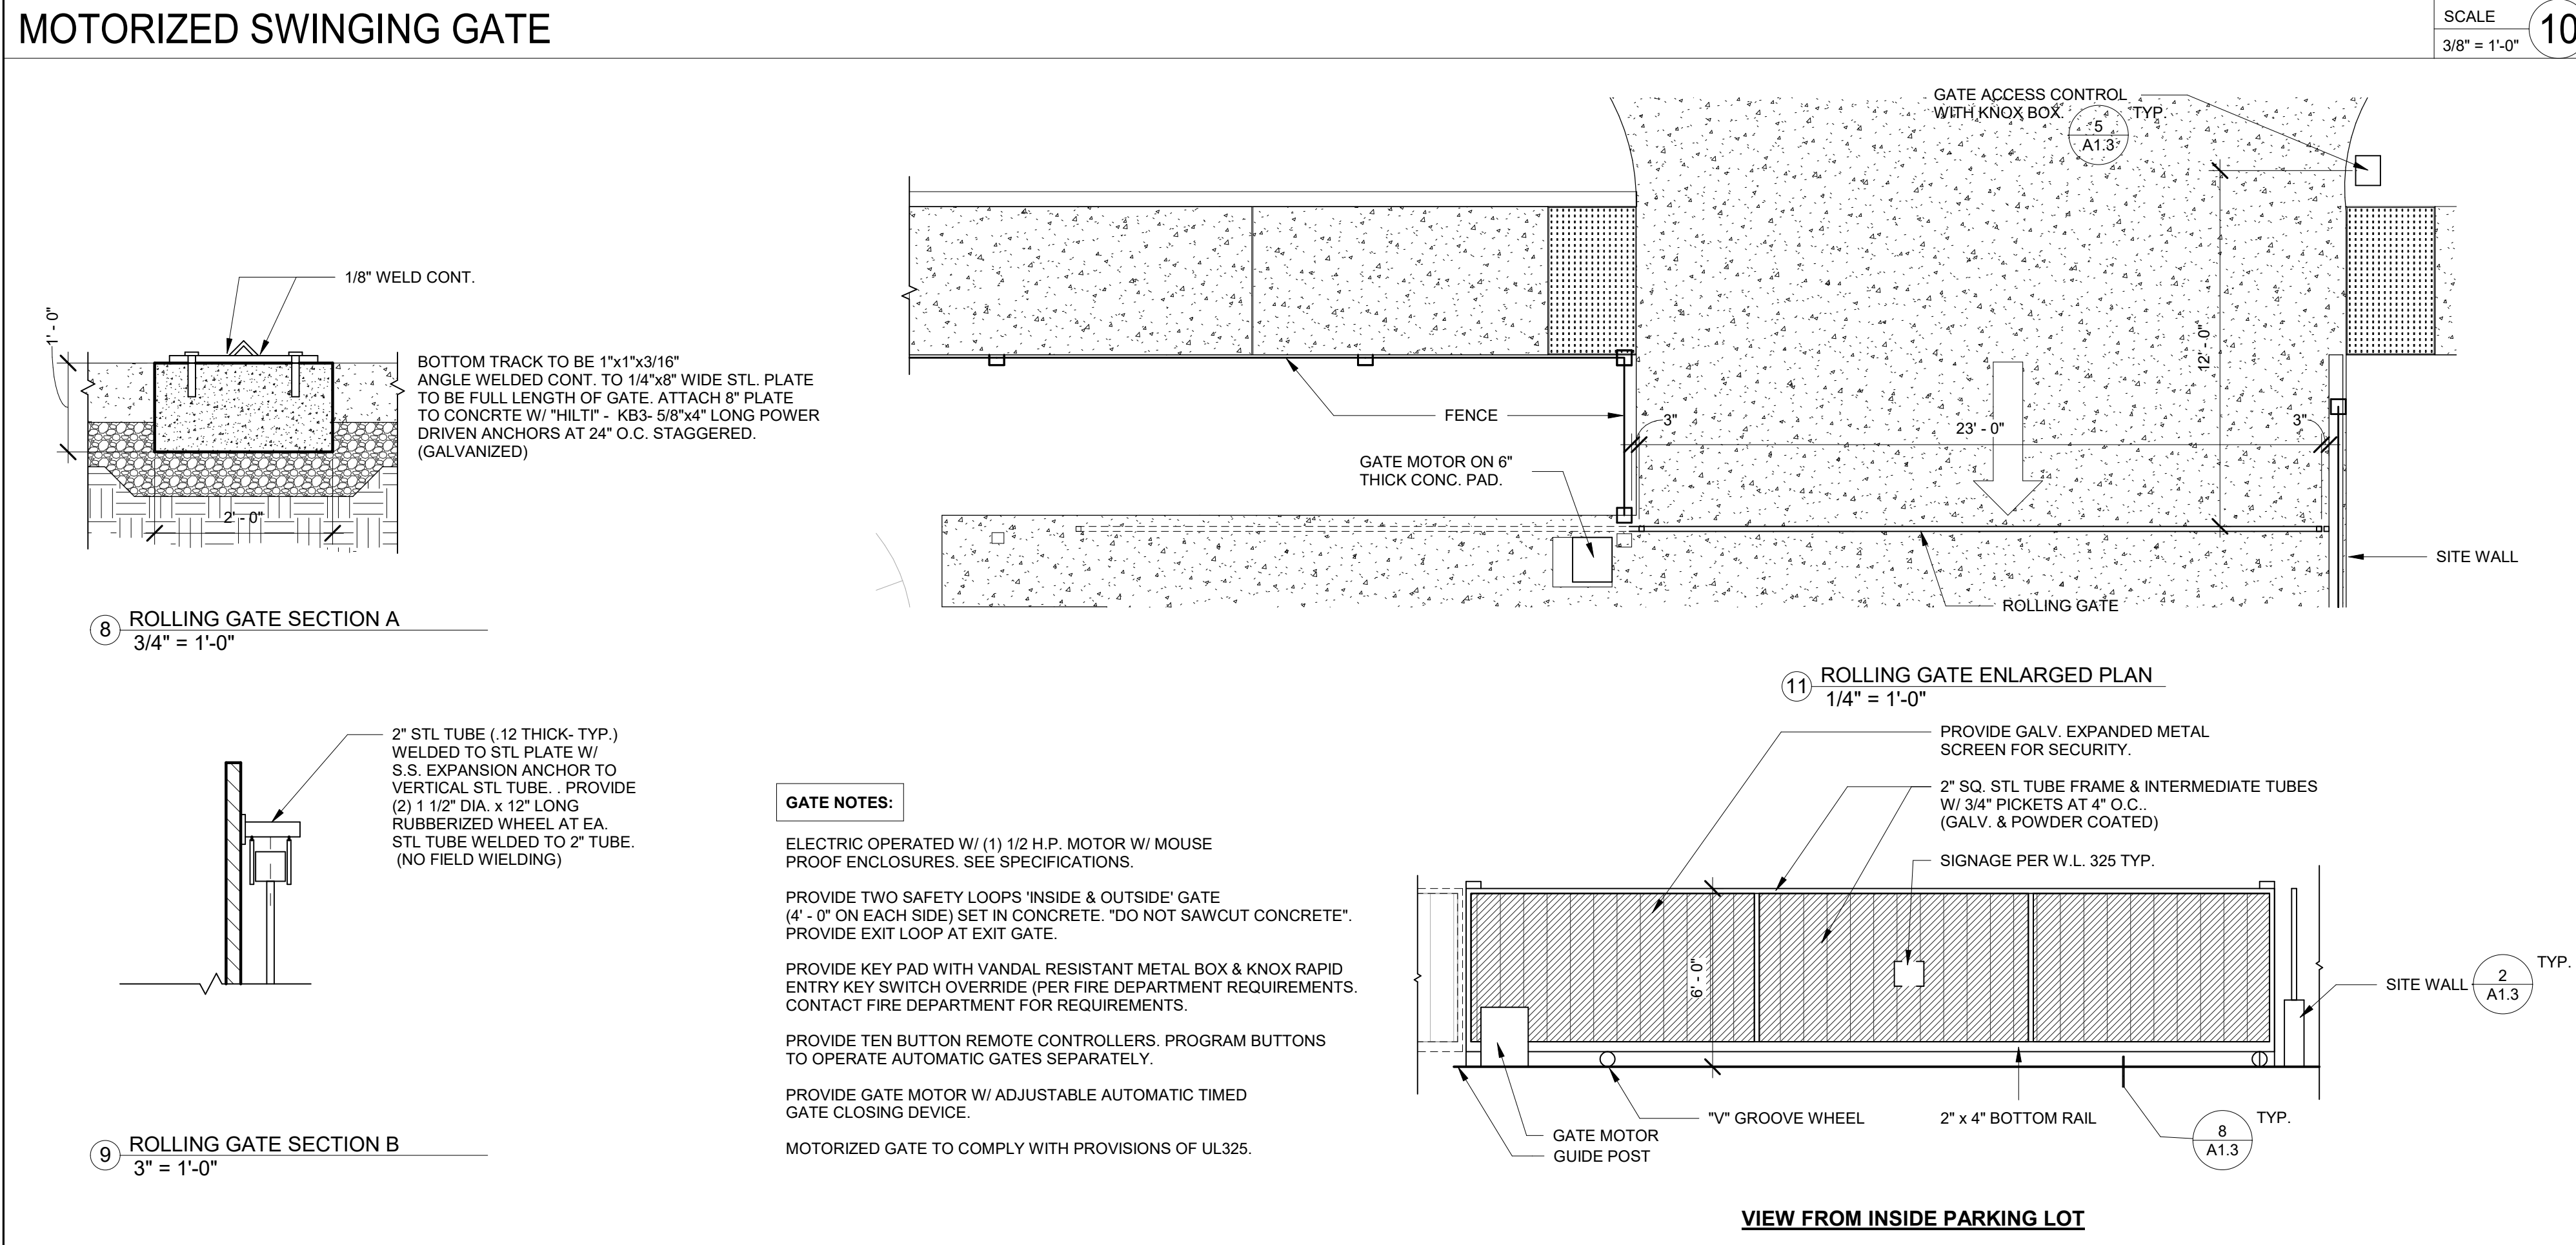 MOTORIZED SWINGING GATE
SCALE
3/8" = 1'-0"
10
1/8" WELD CONT.
1' - 0"
BOTTOM TRACK TO BE 1"x1"x3/16"
ANGLE WELDED CONT. TO 1/4"x8" WIDE STL. PLATE
TO BE FULL LENGTH OF GATE. ATTACH 8" PLATE
TO CONCRTE W/ "HILTI" - KB3- 5/8"x4" LONG POWER
DRIVEN ANCHORS AT 24" O.C. STAGGERED.
(GALVANIZED)
2' - 0"
8
ROLLING GATE SECTION A
3/4" = 1'-0"
GATE ACCESS CONTROL
WITH KNOX BOX.
5
A1.3
TYP.
12' - 0"
3"
23' - 0"
3"
FENCE
GATE MOTOR ON 6"
THICK CONC. PAD.
SITE WALL
ROLLING GATE
11
ROLLING GATE ENLARGED PLAN
1/4" = 1'-0"
2" STL TUBE (.12 THICK- TYP.)
WELDED TO STL PLATE W/
S.S. EXPANSION ANCHOR TO
VERTICAL STL TUBE. . PROVIDE
(2) 1 1/2" DIA. x 12" LONG
RUBBERIZED WHEEL AT EA.
STL TUBE WELDED TO 2" TUBE.
(NO FIELD WIELDING)
9
ROLLING GATE SECTION B
3" = 1'-0"
GATE NOTES:
ELECTRIC OPERATED W/ (1) 1/2 H.P. MOTOR W/ MOUSE
PROOF ENCLOSURES. SEE SPECIFICATIONS.
PROVIDE TWO SAFETY LOOPS 'INSIDE & OUTSIDE' GATE
(4' - 0" ON EACH SIDE) SET IN CONCRETE. "DO NOT SAWCUT CONCRETE".
PROVIDE EXIT LOOP AT EXIT GATE.
PROVIDE KEY PAD WITH VANDAL RESISTANT METAL BOX & KNOX RAPID
ENTRY KEY SWITCH OVERRIDE (PER FIRE DEPARTMENT REQUIREMENTS.
CONTACT FIRE DEPARTMENT FOR REQUIREMENTS.
PROVIDE TEN BUTTON REMOTE CONTROLLERS. PROGRAM BUTTONS
TO OPERATE AUTOMATIC GATES SEPARATELY.
PROVIDE GATE MOTOR W/ ADJUSTABLE AUTOMATIC TIMED
GATE CLOSING DEVICE.
MOTORIZED GATE TO COMPLY WITH PROVISIONS OF UL325.
PROVIDE GALV. EXPANDED METAL
SCREEN FOR SECURITY.
2" SQ. STL TUBE FRAME & INTERMEDIATE TUBES
W/ 3/4" PICKETS AT 4" O.C..
(GALV. & POWDER COATED)
SIGNAGE PER W.L. 325 TYP.
6' - 0"
SITE WALL
2
A1.3
TYP.
"V" GROOVE WHEEL
2" x 4" BOTTOM RAIL
8
A1.3
TYP.
GATE MOTOR
GUIDE POST
VIEW FROM INSIDE PARKING LOT